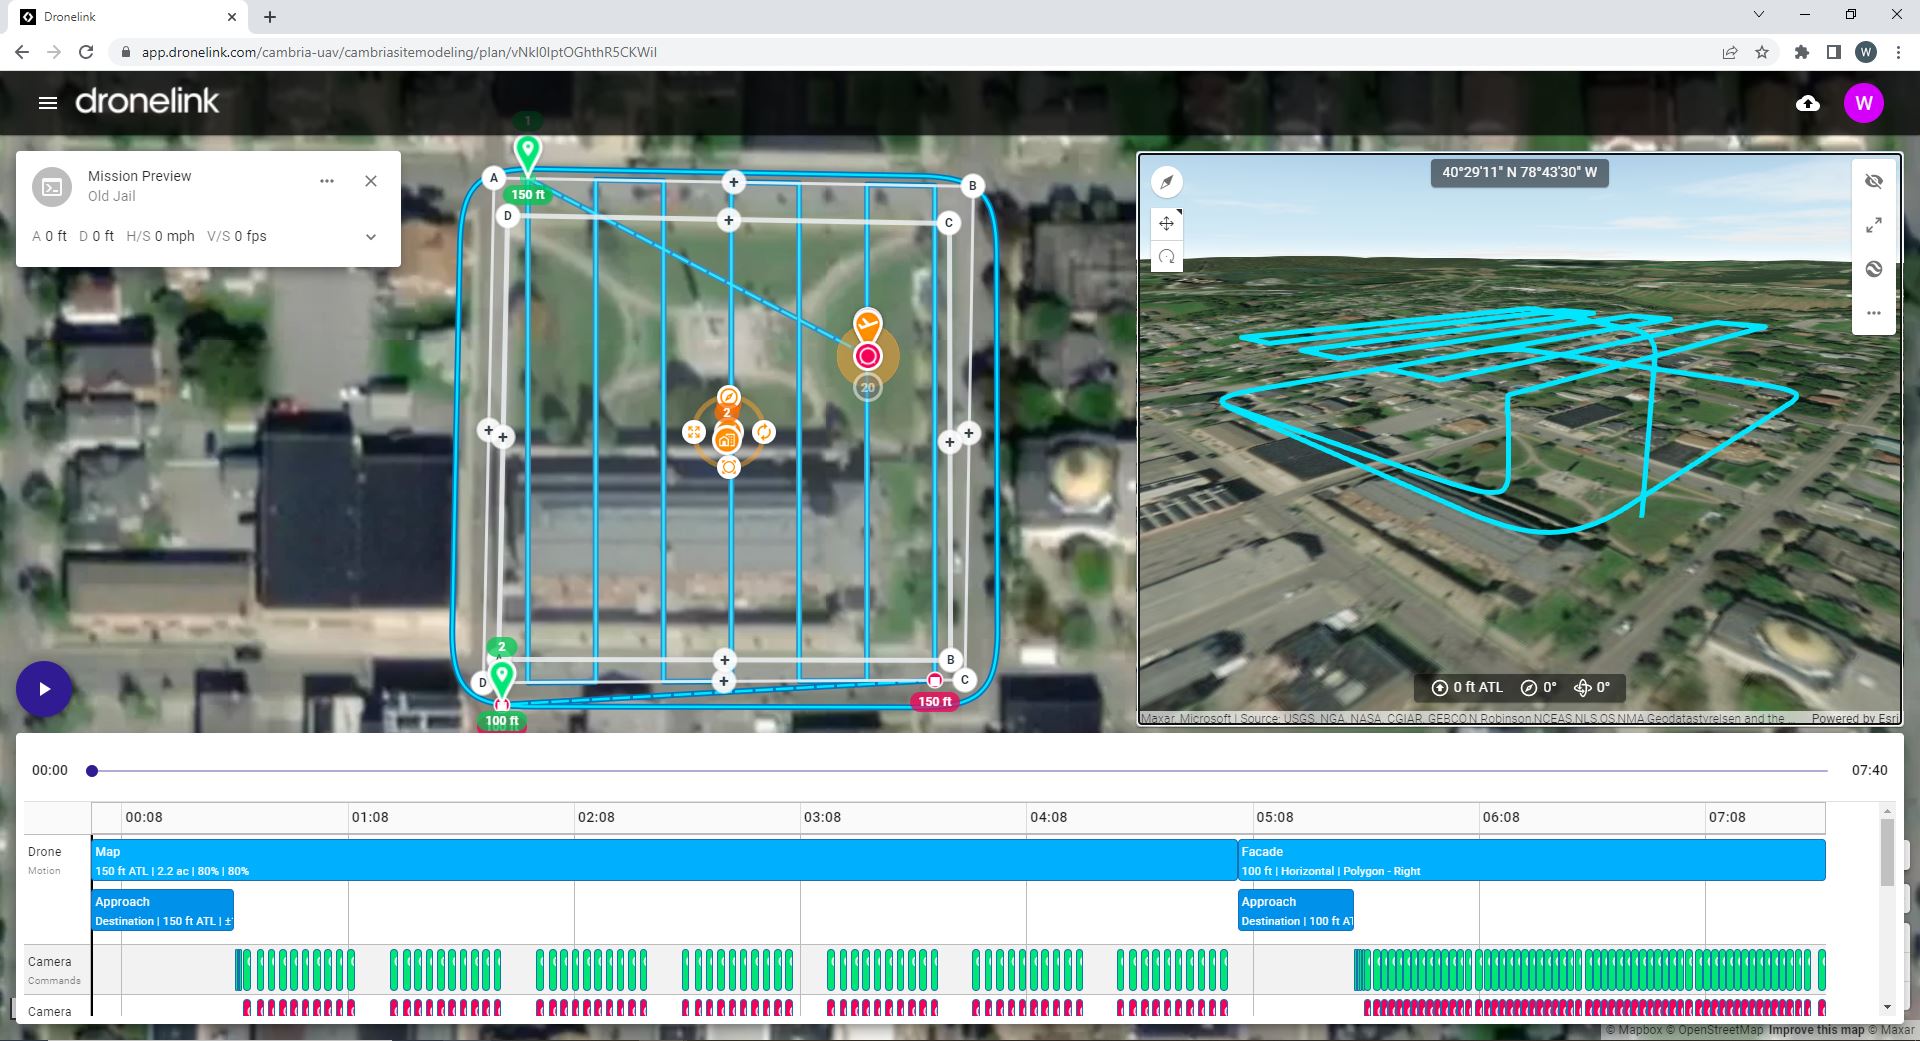 Dronelink
app.dronelink.com/cambria-uav/cambriasitemodeling/plan/vNkl0lptOGhthR5CKWil
W
dronelink
W
Mission Preview
Old Jail
A 0 ft D 0 ft H/S 0 mph V/S 0 fps
1
A
150 ft
B
D
C
20
2
2
B
D
C
150 ft
100 ft
100 ft
40°29'11" N 78°43'30" W
0 ft ATL 0° 0°
Maxar, Microsoft | Source: USGS, NGA, NASA, CGIAR, GEBCO,N Robinson,NCEAS,NLS,OS,NMA,Geodatastyrelsen and the ... Powered by Esri
00:00
07:40
00:08 01:08 02:08 03:08 04:08 05:08 06:08 07:08
Drone
Motion
Map
150 ft ATL | 2.2 ac | 80% | 80%
Facade
100 ft | Horizontal | Polygon - Right
Approach
Destination | 150 ft ATL | ±
Approach
Destination | 100 ft AT
Camera
Commands
Camera
© Mapbox © OpenStreetMap Improve this map © Maxar